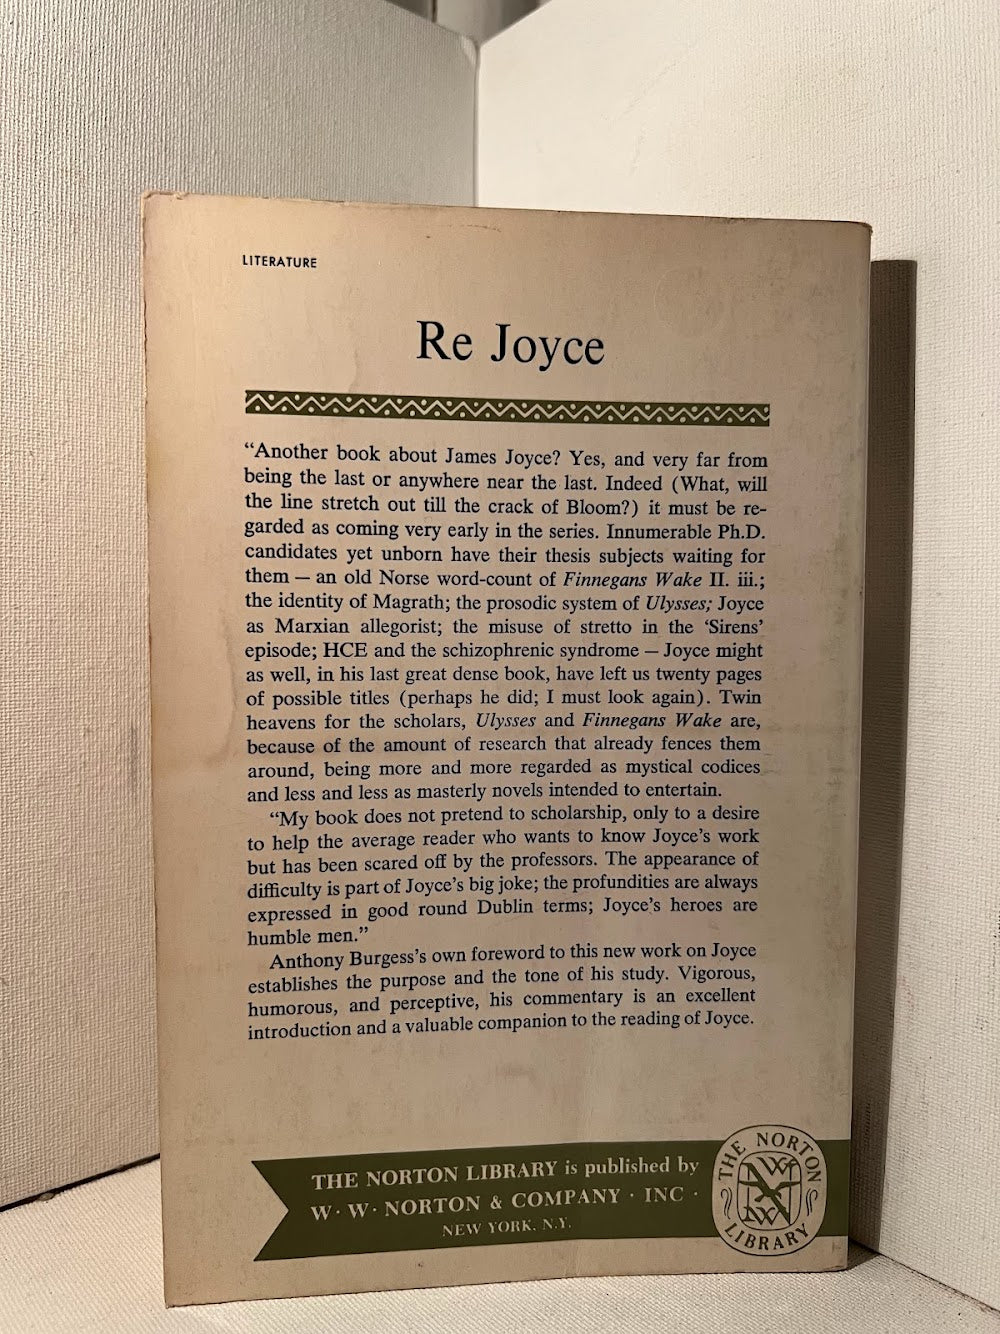 LITERATURE
Re Joyce
“Another book about James Joyce? Yes, and very far from
being the last or anywhere near the last. Indeed (What, will
the line stretch out till the crack of Bloom?) it must be re-
garded as coming very early in the series. Innumerable Ph.D.
candidates yet unborn have their thesis subjects waiting for
them — an old Norse word-count of Finnegans Wake II. iii.;
the identity of Magrath; the prosodic system of Ulysses; Joyce
as Marxian allegorist; the misuse of stretto in the ‘Sirens’
episode; HCE and the schizophrenic syndrome — Joyce might
as well, in his last great dense book, have left us twenty pages
of possible titles (perhaps he did; I must look again). Twin
heavens for the scholars, Ulysses and Finnegans Wake are,
because of the amount of research that already fences them
around, being more and more regarded as mystical codices
and less and less as masterly novels intended to entertain.
“My book does not pretend to scholarship, only to a desire
to help the average reader who wants to know Joyce’s work
but has been scared off by the professors. The appearance of
difficulty is part of Joyce’s big joke; the profundities are always
expressed in good round Dublin terms; Joyce’s heroes are
humble men.”
Anthony Burgess’s own foreword to this new work on Joyce
establishes the purpose and the tone of his study. Vigorous,
humorous, and perceptive, his commentary is an excellent
introduction and a valuable companion to the reading of Joyce.
THE NORTON LIBRARY is published by
W · W · NORTON & COMPANY · INC ·
NEW YORK. N.Y.
THE NORTON
WWN
LIBRARY